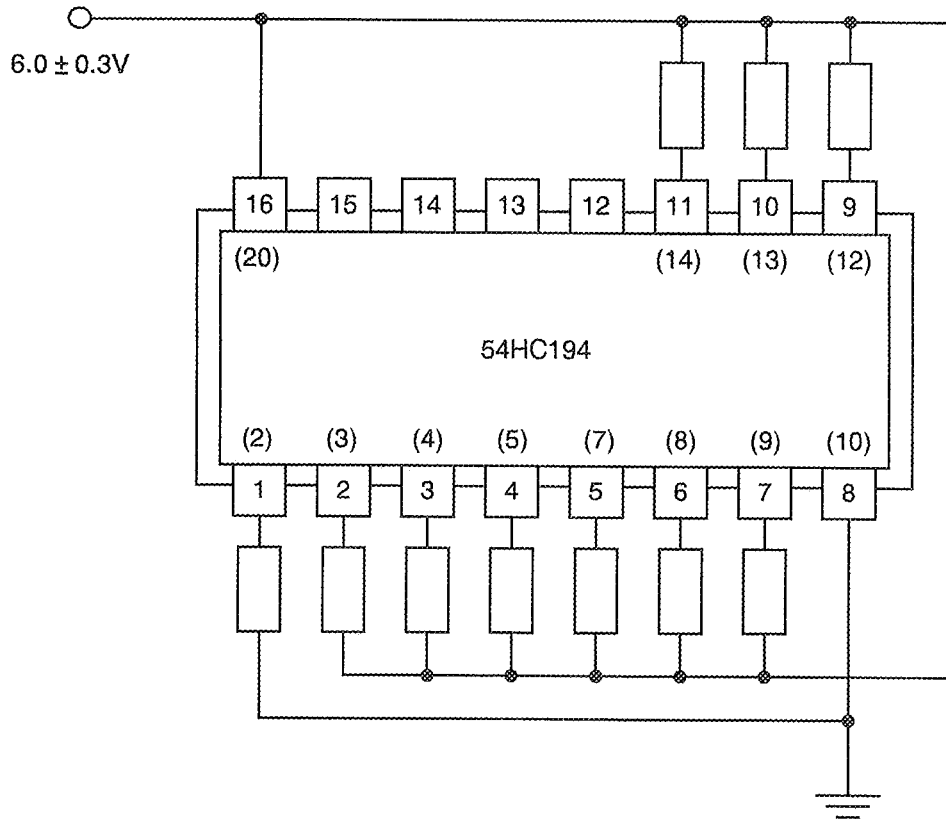 6.0 ± 0.3V
16 15 14 13 12 11 10 9
(20) (14) (13) (12)
54HC194
(2) (3) (4) (5) (7) (8) (9) (10)
1 2 3 4 5 6 7 8